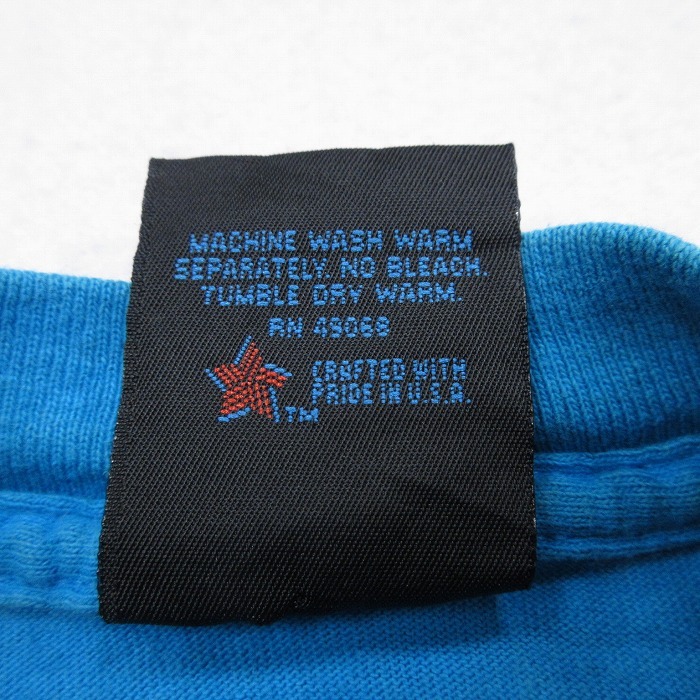 MACHINE WASH WARM
SEPARATELY. NO BLEACH.
TUMBLE DRY WARM.
RN 49068
CRAFTED WITH
PRIDE IN U.S.A.
TM